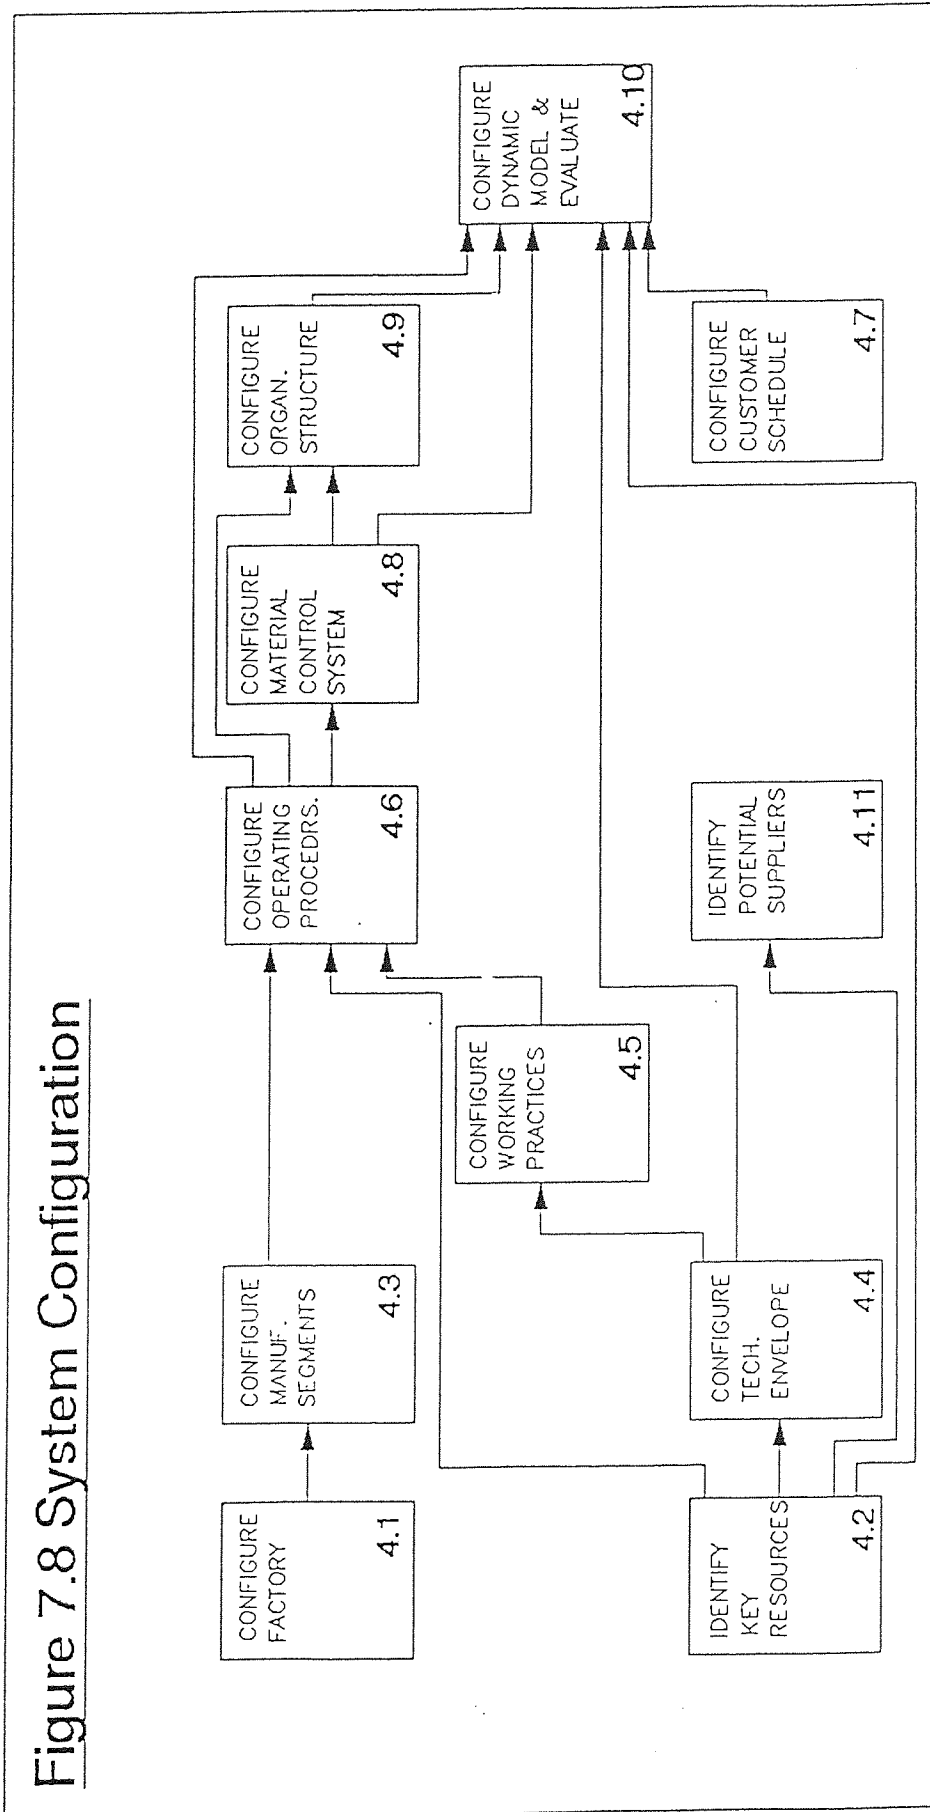 Figure 7.8 System Configuration
CONFIGURE
FACTORY
4.1
CONFIGURE
MANUF.
SEGMENTS
4.3
CONFIGURE
OPERATING
PROCEDRS.
4.6
CONFIGURE
MATERIAL
CONTROL
SYSTEM
4.8
CONFIGURE
ORGAN.
STRUCTURE
4.9
CONFIGURE
WORKING
PRACTICES
4.5
CONFIGURE
DYNAMIC
MODEL &
EVALUATE
4.10
IDENTIFY
KEY
RESOURCES
4.2
CONFIGURE
TECH.
ENVELOPE
4.4
IDENTIFY
POTENTIAL
SUPPLIERS
4.11
CONFIGURE
CUSTOMER
SCHEDULE
4.7